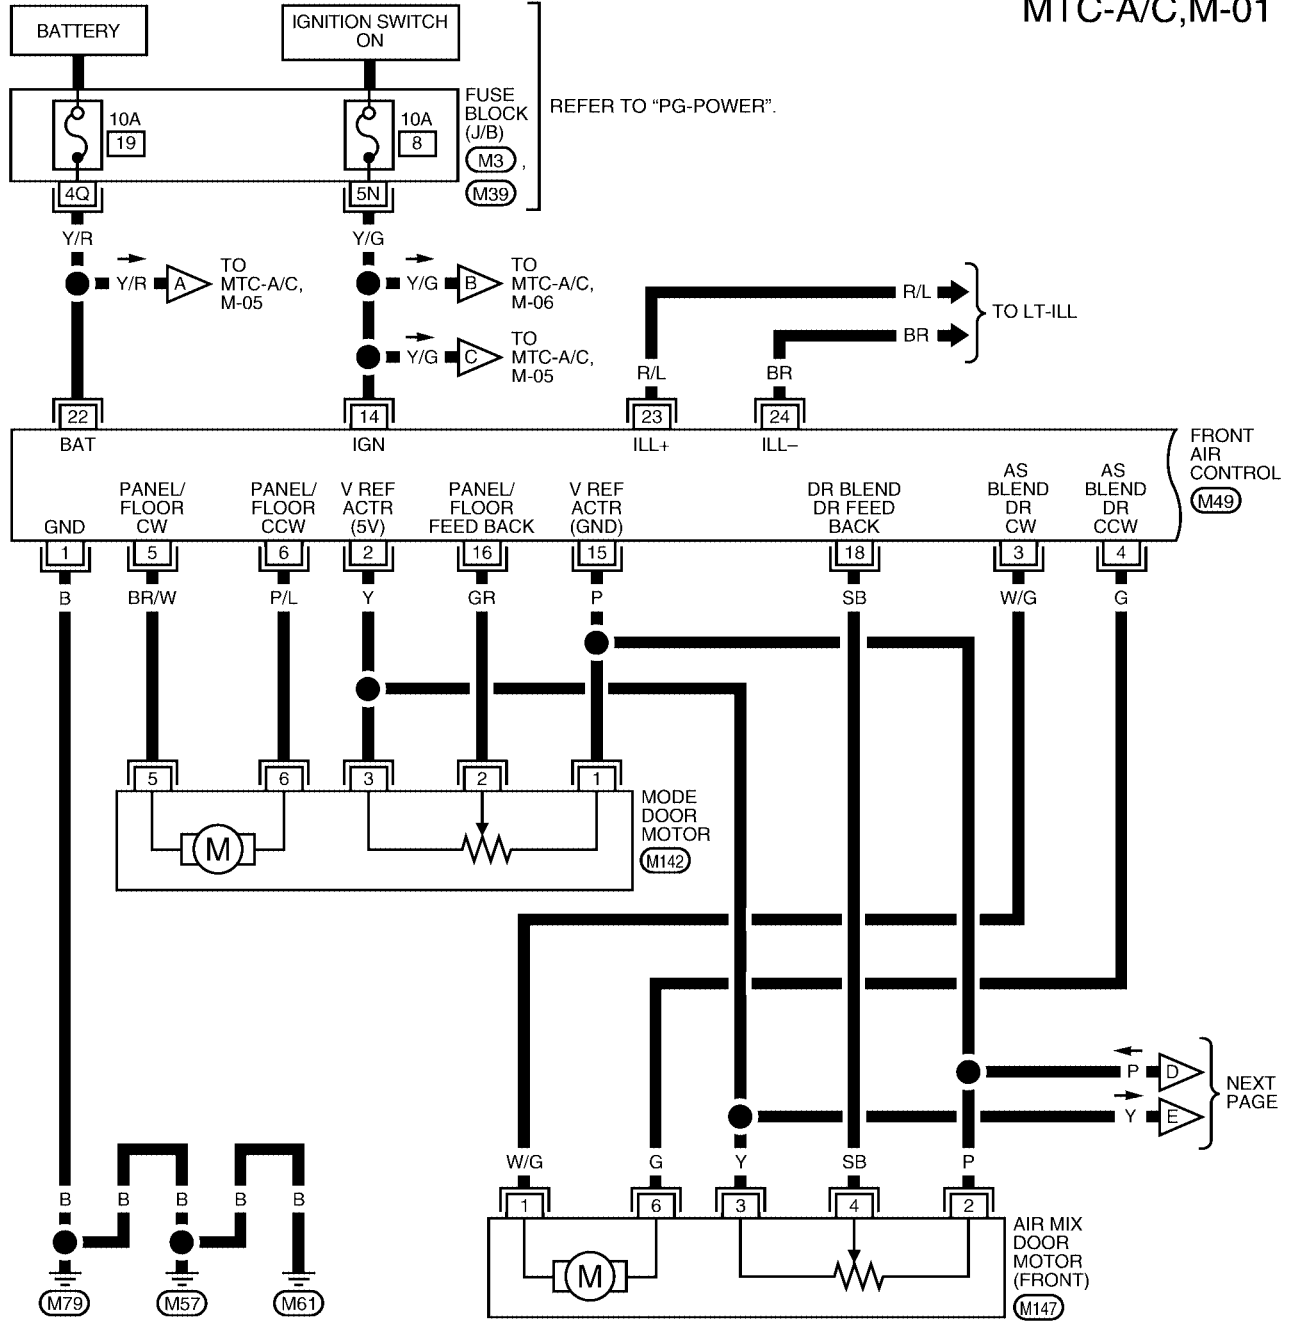 MTC-A/C,M-01
BATTERY
IGNITION SWITCH
ON
10A
19
10A
8
FUSE
BLOCK
(J/B)
M3 ,
M39
REFER TO “PG-POWER”.
4Q
5N
Y/R
Y/G
Y/R
A
TO
MTC-A/C,
M-05
Y/G
B
TO
MTC-A/C,
M-06
Y/G
C
TO
MTC-A/C,
M-05
R/L
BR
TO LT-ILL
R/L
BR
22
14
23
24
BAT
IGN
ILL+
ILL–
FRONT
AIR
CONTROL
M49
GND
PANEL/
FLOOR
CW
PANEL/
FLOOR
CCW
V REF
ACTR
(5V)
PANEL/
FLOOR
FEED BACK
V REF
ACTR
(GND)
DR BLEND
DR FEED
BACK
AS
BLEND
DR
CW
AS
BLEND
DR
CCW
1
5
6
2
16
15
18
3
4
B
BR/W
P/L
Y
GR
P
SB
W/G
G
5
6
3
2
1
M
MODE
DOOR
MOTOR
M142
P
D
Y
E
NEXT
PAGE
W/G
G
Y
SB
P
B
B
B
B
B
1
6
3
4
2
M
AIR MIX
DOOR
MOTOR
(FRONT)
M147
M79
M57
M61